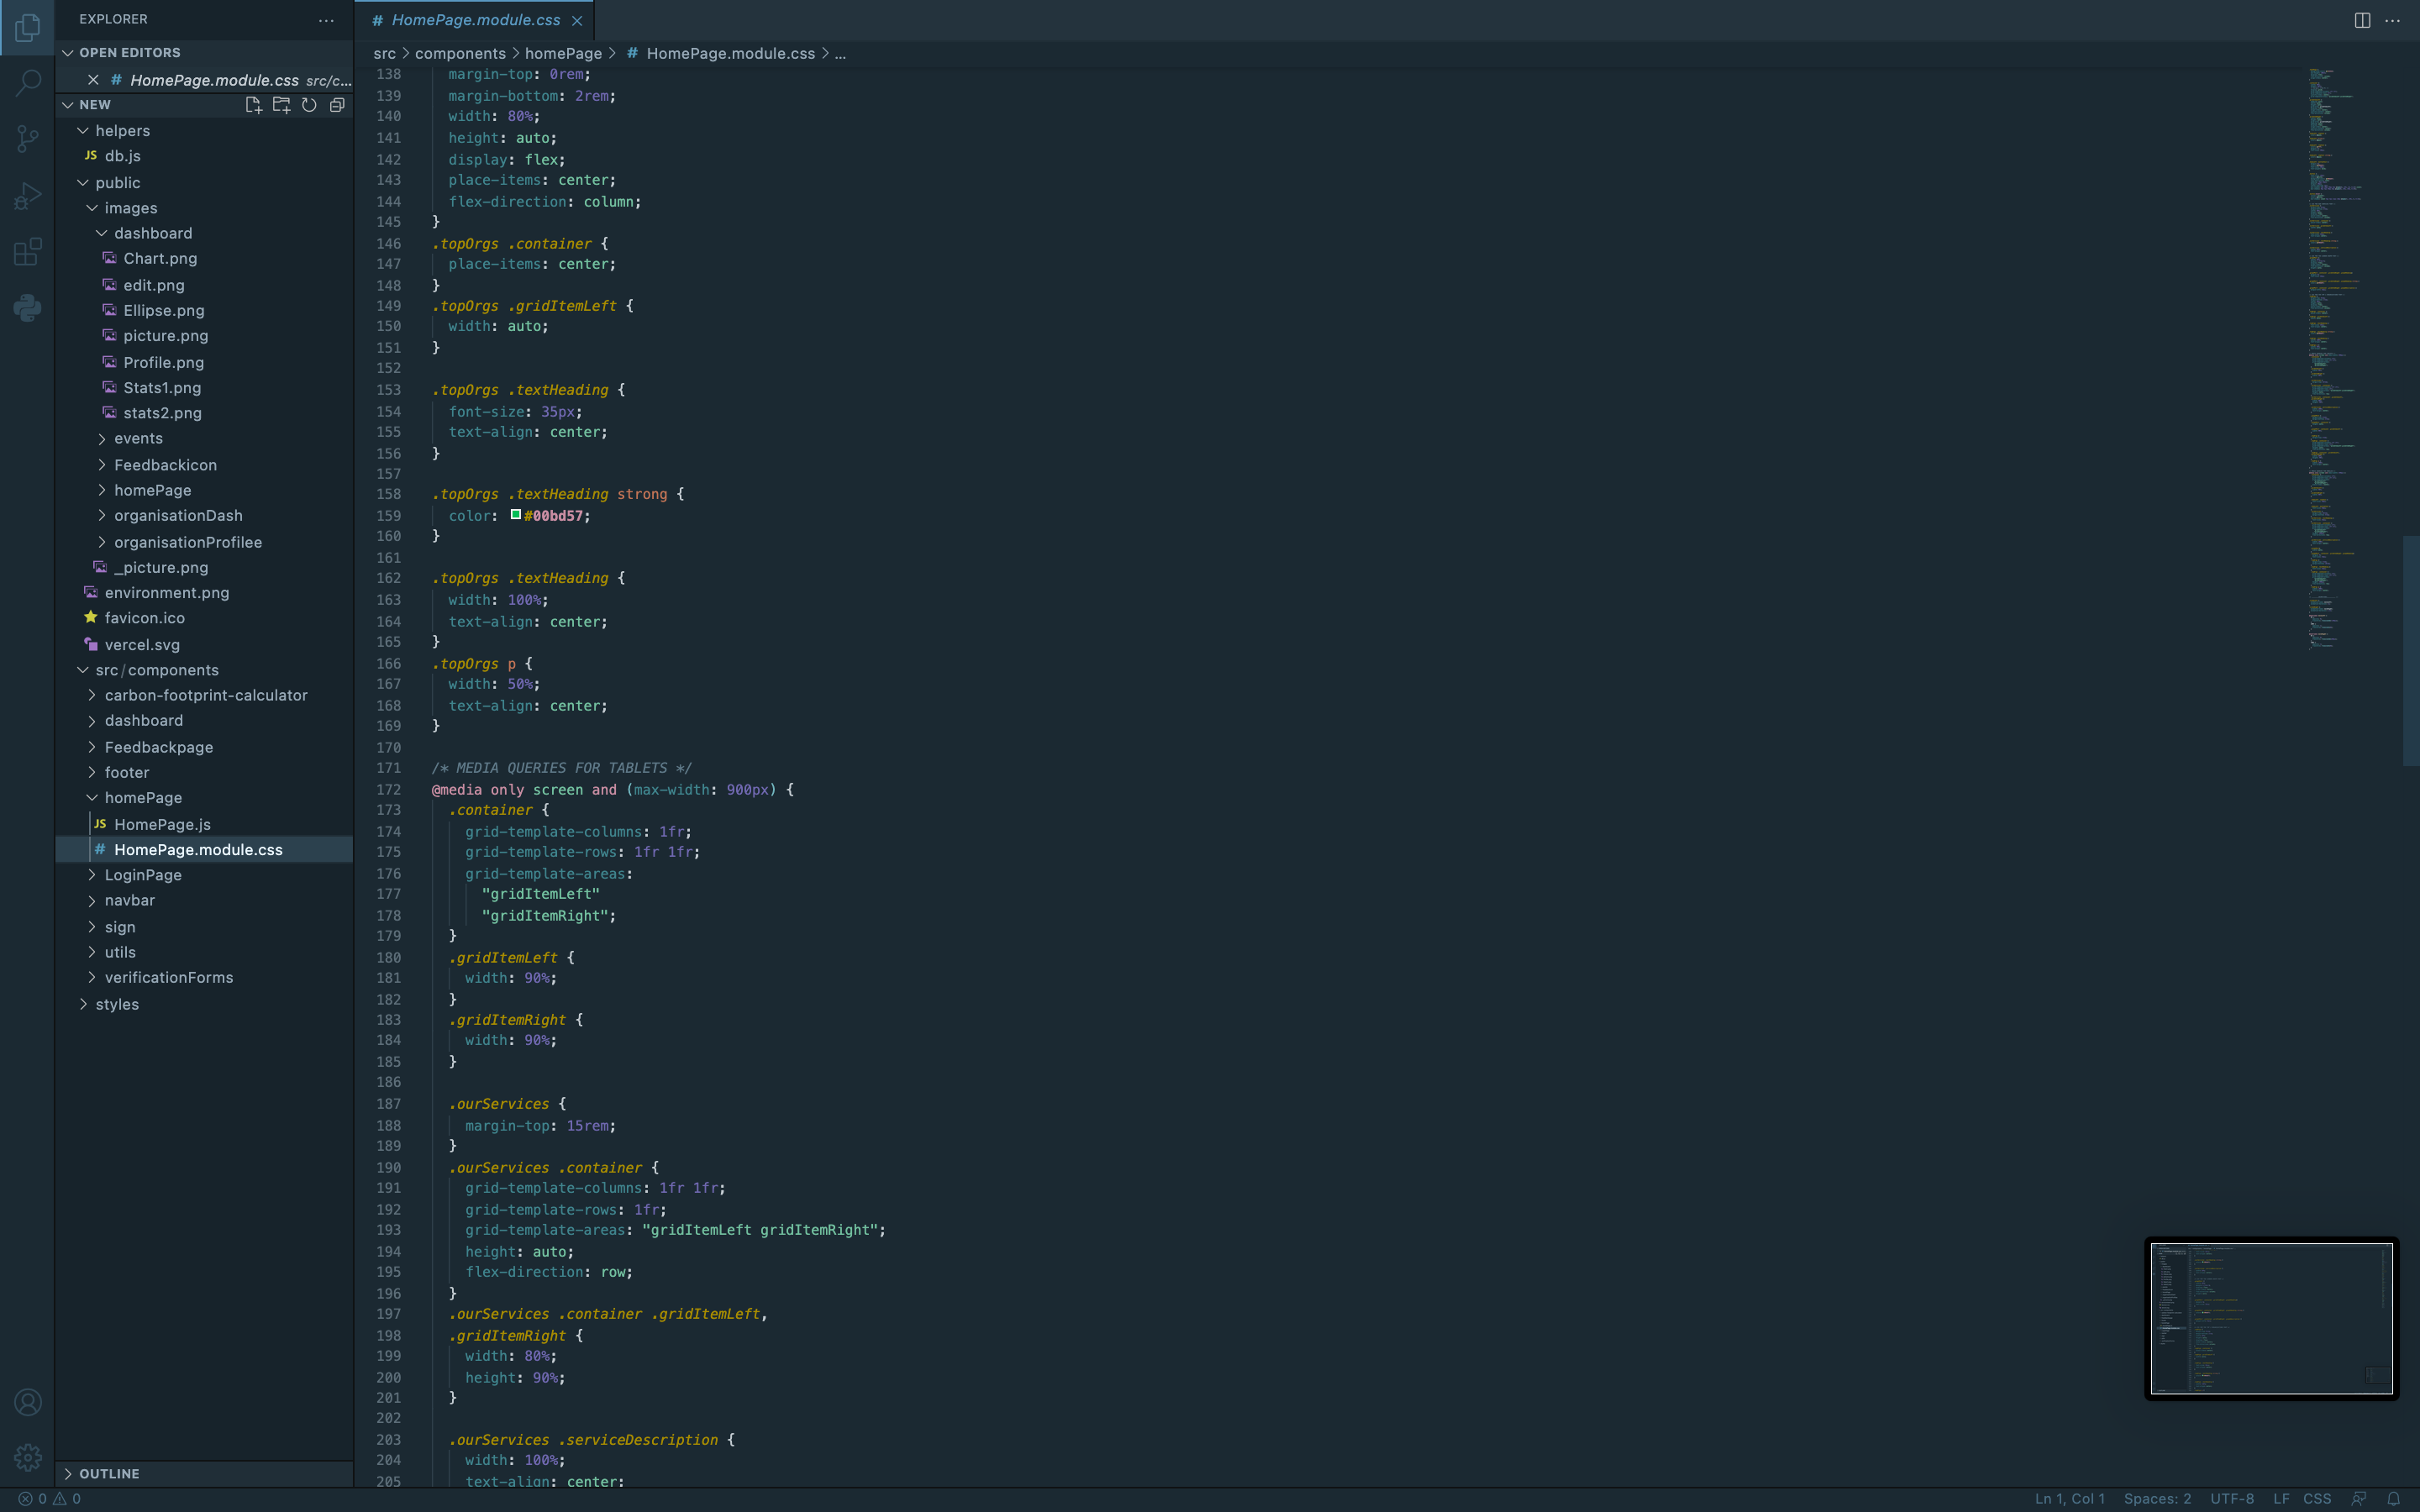 EXPLORER
OPEN EDITORS
HomePage.module.css src/c...
NEW
helpers
JS db.js
public
images
dashboard
Chart.png
edit.png
Ellipse.png
picture.png
Profile.png
Stats1.png
stats2.png
events
Feedbackicon
homePage
organisationDash
organisationProfilee
_picture.png
environment.png
favicon.ico
vercel.svg
src/components
carbon-footprint-calculator
dashboard
Feedbackpage
footer
homePage
JS HomePage.js
# HomePage.module.css
LoginPage
navbar
sign
utils
verificationForms
styles
OUTLINE
# HomePage.module.css
src > components > homePage > # HomePage.module.css > ...
138 margin-top: 0rem;
139 margin-bottom: 2rem;
140 width: 80%;
141 height: auto;
142 display: flex;
143 place-items: center;
144 flex-direction: column;
145 }
146 .topOrgs .container {
147 place-items: center;
148 }
149 .topOrgs .gridItemLeft {
150 width: auto;
151 }
152
153 .topOrgs .textHeading {
154 font-size: 35px;
155 text-align: center;
156 }
157
158 .topOrgs .textHeading strong {
159 color: #00bd57;
160 }
161
162 .topOrgs .textHeading {
163 width: 100%;
164 text-align: center;
165 }
166 .topOrgs p {
167 width: 50%;
168 text-align: center;
169 }
170
171 /* MEDIA QUERIES FOR TABLETS */
172 @media only screen and (max-width: 900px) {
173 .container {
174 grid-template-columns: 1fr;
175 grid-template-rows: 1fr 1fr;
176 grid-template-areas:
177 "gridItemLeft"
178 "gridItemRight";
179 }
180 .gridItemLeft {
181 width: 90%;
182 }
183 .gridItemRight {
184 width: 90%;
185 }
186
187 .ourServices {
188 margin-top: 15rem;
189 }
190 .ourServices .container {
191 grid-template-columns: 1fr 1fr;
192 grid-template-rows: 1fr;
193 grid-template-areas: "gridItemLeft gridItemRight";
194 height: auto;
195 flex-direction: row;
196 }
197 .ourServices .container .gridItemLeft,
198 .gridItemRight {
199 width: 80%;
200 height: 90%;
201 }
202
203 .ourServices .serviceDescription {
204 width: 100%;
205 text-align: center;
0 0
Ln 1, Col 1 Spaces: 2 UTF-8 LF CSS